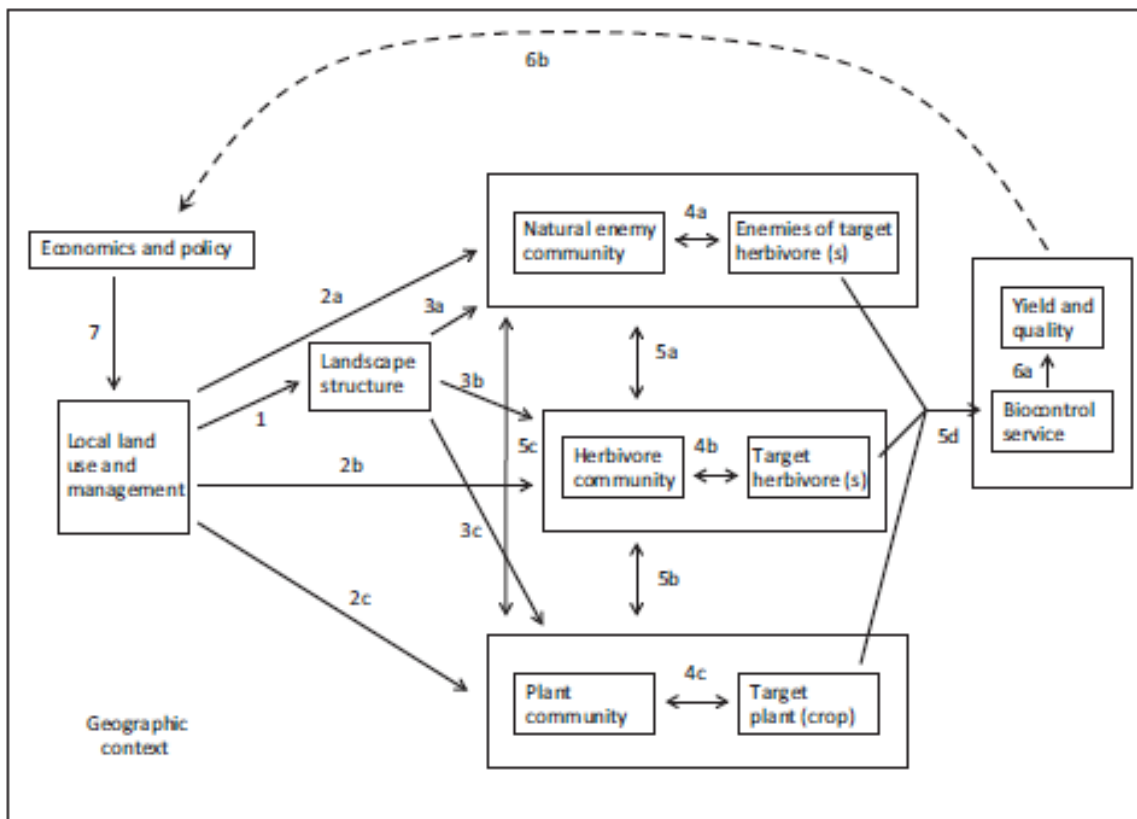 6b
Natural enemy
community
4a
Enemies of target
herbivore (s)
Economics and policy
2a
3a
Yield and
quality
7
Landscape
structure
5a
3b
6a
1
Biocontrol
service
Local land
use and
management
5c
Herbivore
community
4b
Target
herbivore (s)
5d
2b
3c
5b
2c
Plant
community
4c
Target
plant (crop)
Geographic
context